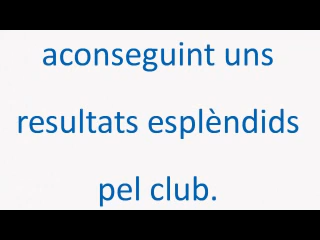 aconseguint uns
resultats esplèndids
pel club.